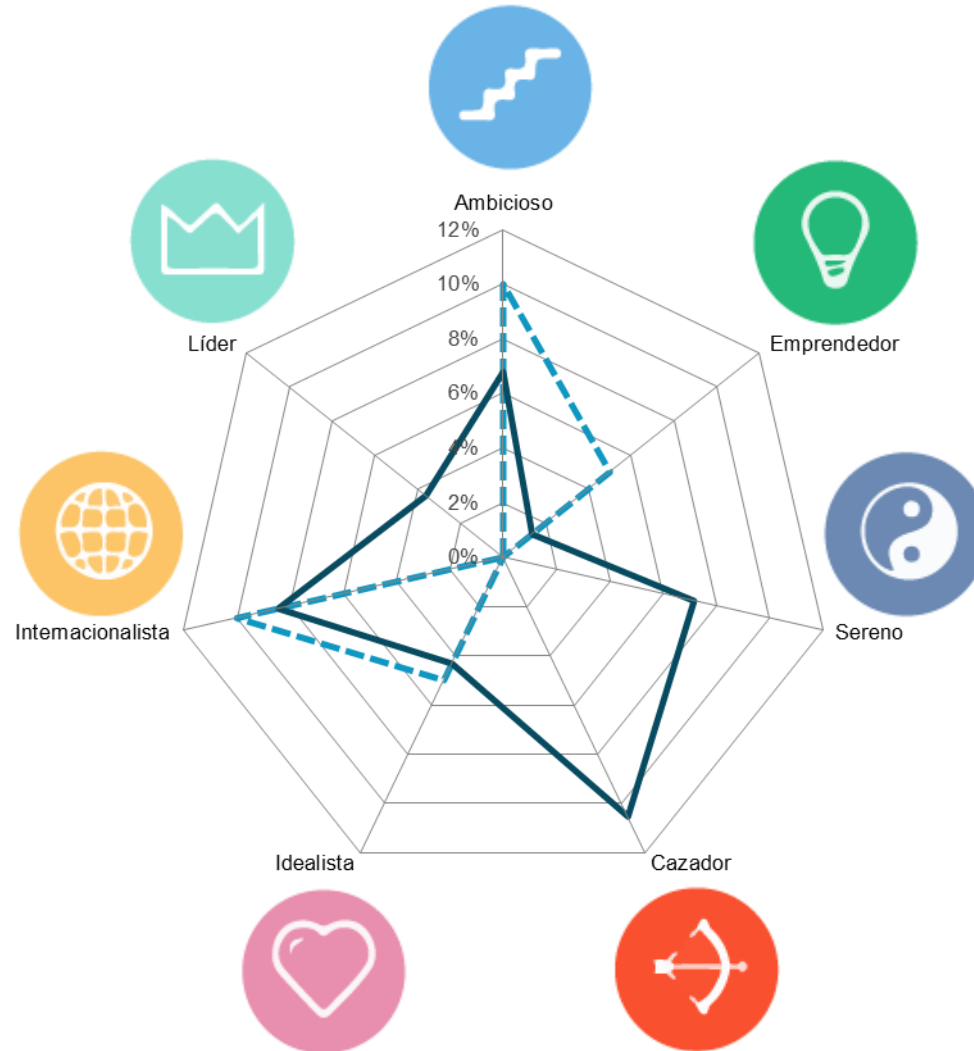 Ambicioso
12%
10%
8%
6%
4%
2%
0%
Líder
Emprendedor
Internacionalista
Sereno
Idealista
Cazador